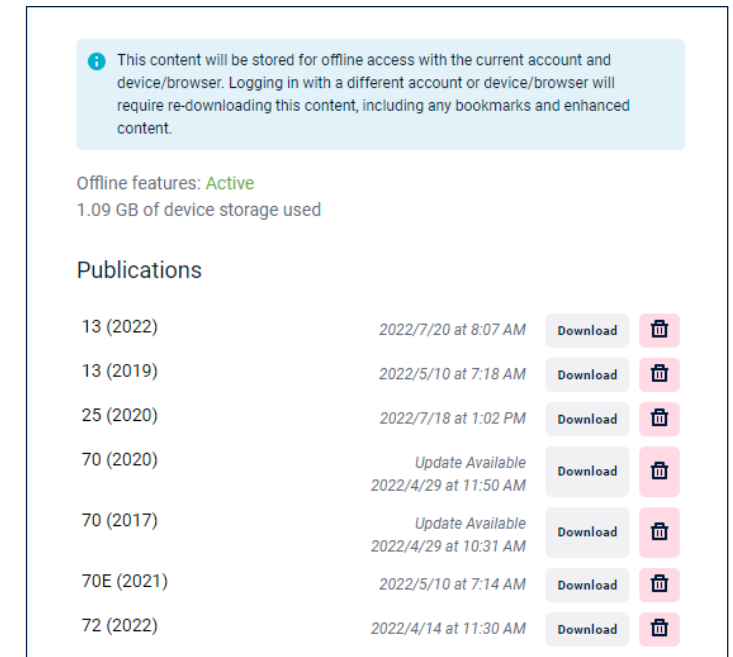 This content will be stored for offline access with the current account and
device/browser. Logging in with a different account or device/browser will
require re-downloading this content, including any bookmarks and enhanced
content.
Offline features: Active
1.09 GB of device storage used
Publications
13 (2022) 2022/7/20 at 8:07 AM Download
13 (2019) 2022/5/10 at 7:18 AM Download
25 (2020) 2022/7/18 at 1:02 PM Download
70 (2020) Update Available
2022/4/29 at 11:50 AM Download
70 (2017) Update Available
2022/4/29 at 10:31 AM Download
70E (2021) 2022/5/10 at 7:14 AM Download
72 (2022) 2022/4/14 at 11:30 AM Download